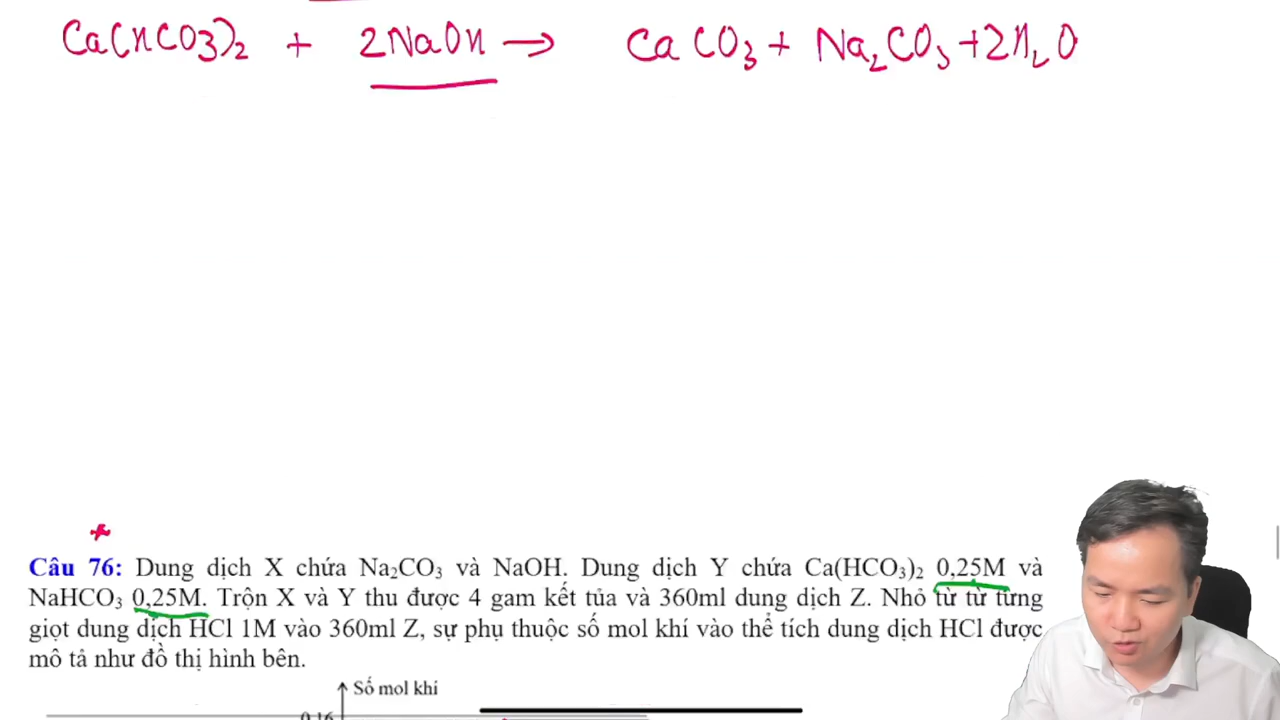 Ca(HCO3)2 + 2NaOH → CaCO3 + Na2CO3 + 2H2O
Câu 76: Dung dịch X chứa Na₂CO₃ và NaOH. Dung dịch Y chứa Ca(HCO₃)₂ 0,25M và
NaHCO₃ 0,25M. Trộn X và Y thu được 4 gam kết tủa và 360ml dung dịch Z. Nhỏ từ từ từng
giọt dung dịch HCl 1M vào 360ml Z, sự phụ thuộc số mol khí vào thể tích dung dịch HCl được
mô tả như đồ thị hình bên.
Số mol khí
0,16